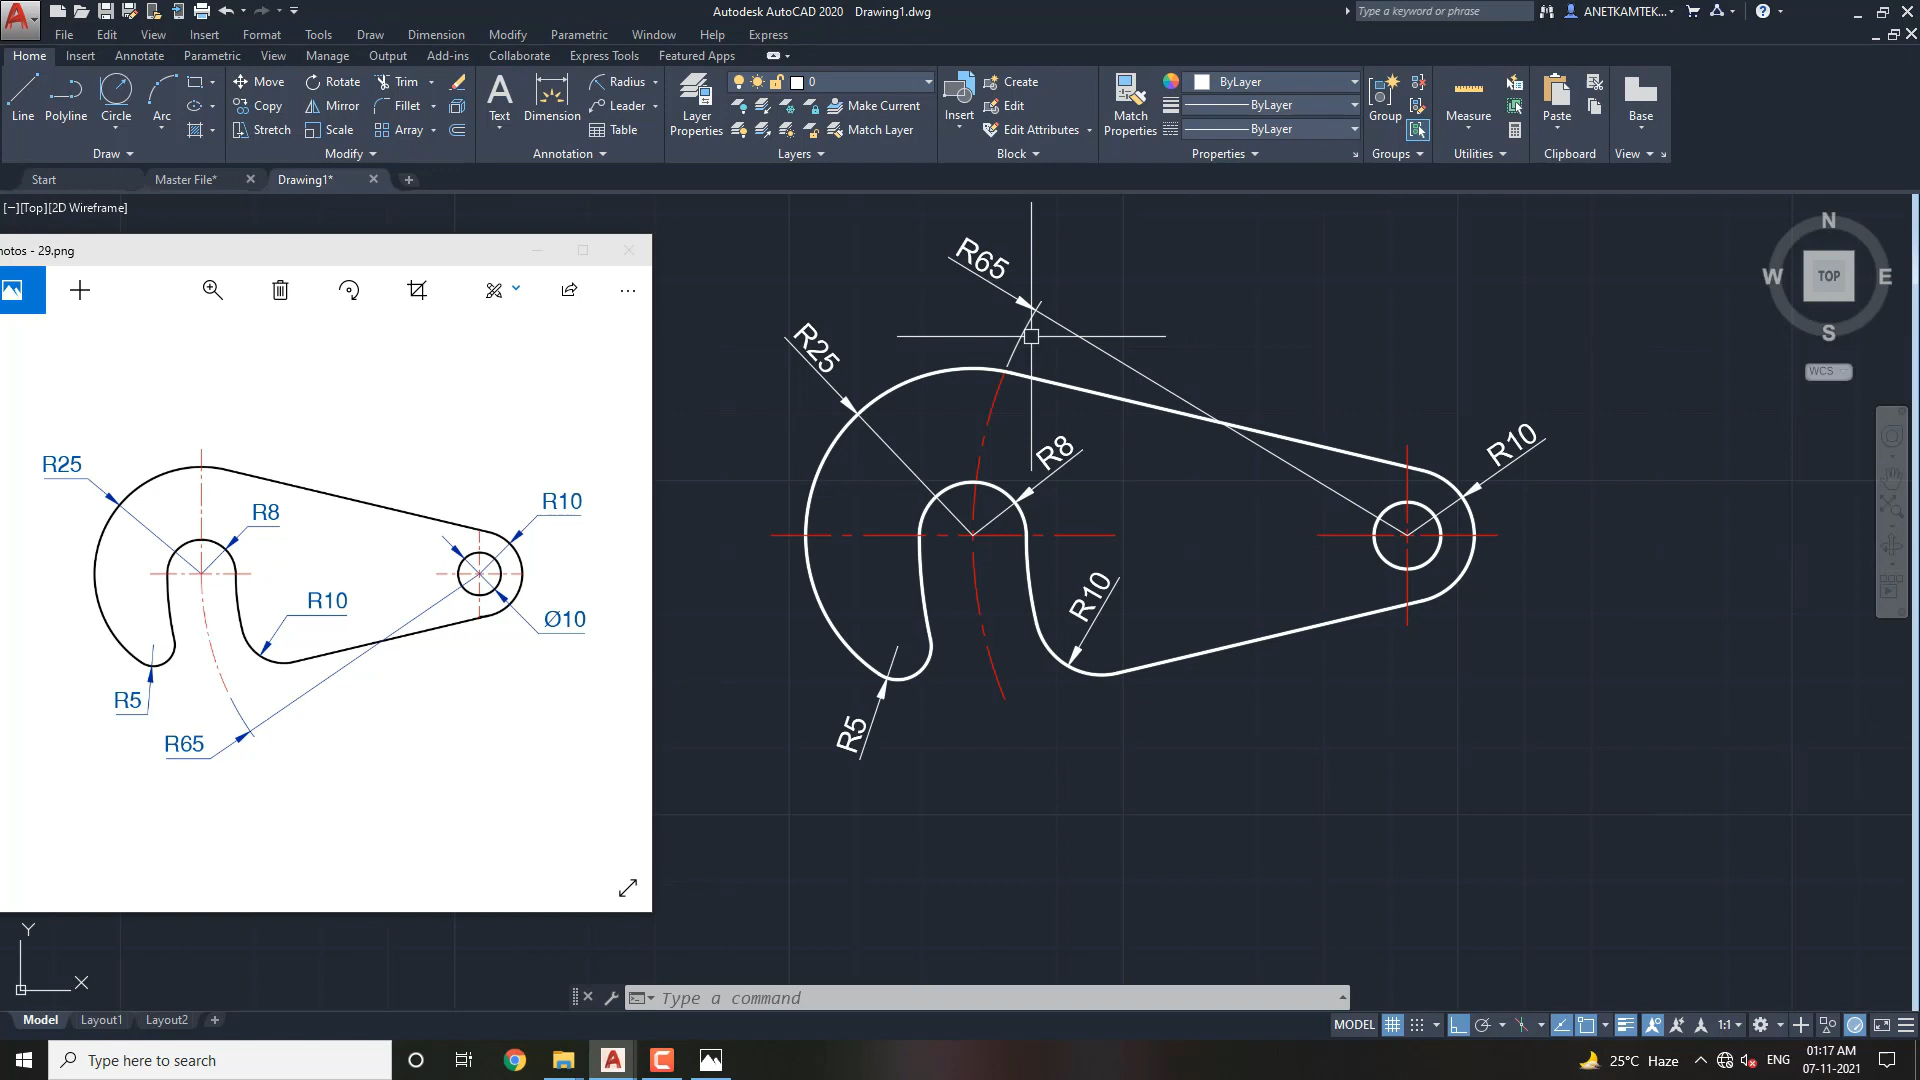 Autodesk AutoCAD 2020 Drawing1.dwg
Type a keyword or phrase
ANETKAMTEK...
File Edit View Insert Format Tools Draw Dimension Modify Parametric Window Help Express
Home Insert Annotate Parametric View Manage Output Add-ins Collaborate Express Tools Featured Apps
Line Polyline Circle Arc
Move Rotate Trim
Copy Mirror Fillet
Stretch Scale Array
Text Dimension
Radius
Leader
Table
Layer Properties
0
Make Current
Match Layer
Insert
Create
Edit
Edit Attributes
Match Properties
ByLayer
ByLayer
ByLayer
Group
Measure
Paste
Base
Draw Modify Annotation Layers Block Properties Groups Utilities Clipboard View
Start Master File* Drawing1*
[−][Top][2D Wireframe]
hotos - 29.png
R25
R8
R10
R10
Ø10
R5
R65
R65
R25
R8
R10
R10
R5
N
W TOP E
S
WCS
Y
X
Type a command
Model Layout1 Layout2
MODEL
1:1
Type here to search
25°C Haze
ENG
01:17 AM
07-11-2021